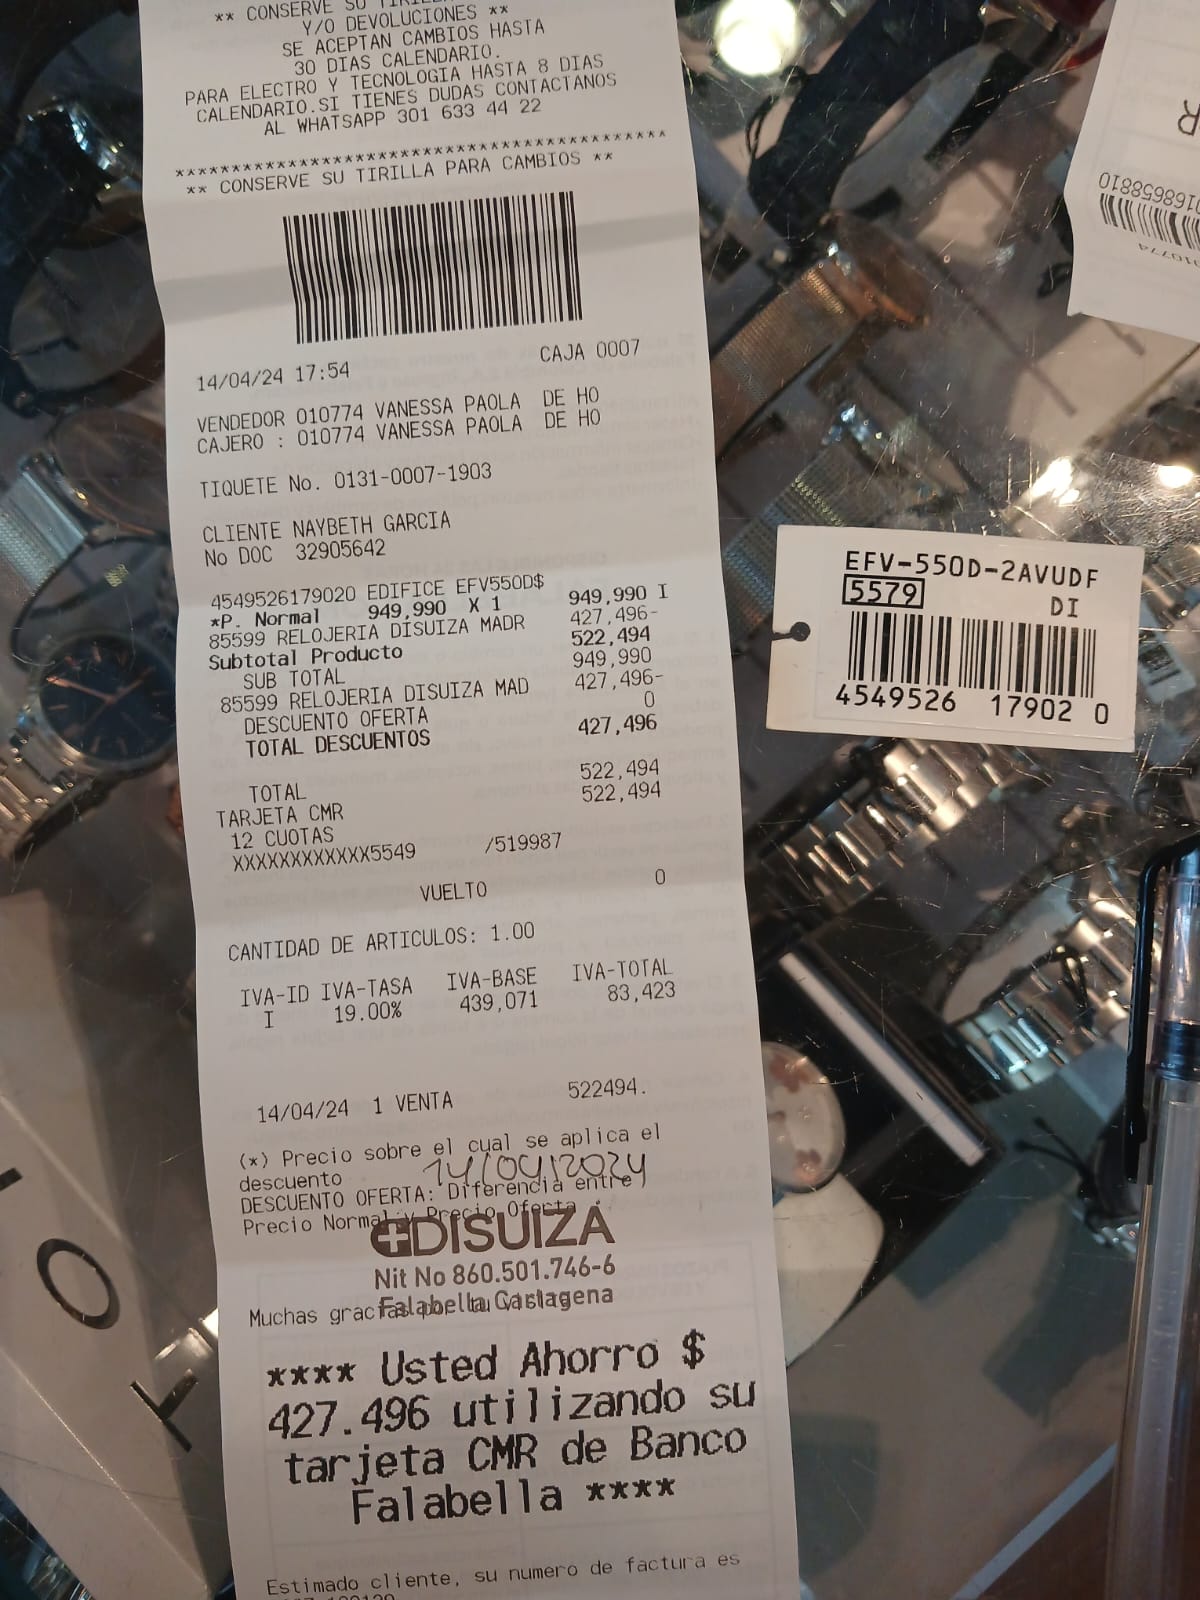 ** CONSERVE SU TIRILLA
Y/O DEVOLUCIONES **
SE ACEPTAN CAMBIOS HASTA
30 DIAS CALENDARIO.
PARA ELECTRO Y TECNOLOGIA HASTA 8 DIAS
CALENDARIO.SI TIENES DUDAS CONTACTANOS
AL WHATSAPP 301 633 44 22
*******************************************
** CONSERVE SU TIRILLA PARA CAMBIOS **
14/04/24 17:54 CAJA 0007
VENDEDOR 010774 VANESSA PAOLA DE HO
CAJERO : 010774 VANESSA PAOLA DE HO
TIQUETE No. 0131-0007-1903
CLIENTE NAYBETH GARCIA
No DOC 32905642
4549526179020 EDIFICE EFV550D$
*P. Normal 949,990 X 1 949,990 I
85599 RELOJERIA DISUIZA MADR 427,496-
Subtotal Producto 522,494
SUB TOTAL 949,990
85599 RELOJERIA DISUIZA MAD 427,496-
DESCUENTO OFERTA 0
TOTAL DESCUENTOS 427,496
TOTAL 522,494
TARJETA CMR 522,494
12 CUOTAS
XXXXXXXXXXXX5549 /519987
VUELTO 0
CANTIDAD DE ARTICULOS: 1.00
IVA-ID IVA-TASA IVA-BASE IVA-TOTAL
I 19.00% 439,071 83,423
14/04/24 1 VENTA 522494.
(*) Precio sobre el cual se aplica el
descuento
14/04/2024
DESCUENTO OFERTA: Diferencia entre
Precio Normal y Precio Oferta
DISUIZA
Nit No 860.501.746-6
Falabella Cartagena
Muchas gracias por tu visita
**** Usted Ahorro $
427.496 utilizando su
tarjeta CMR de Banco
Falabella ****
Estimado cliente, su numero de factura es
EFV-550D-2AVUDF
5579 DI
4549526 17902 0
R
0168658810
010774
LOT